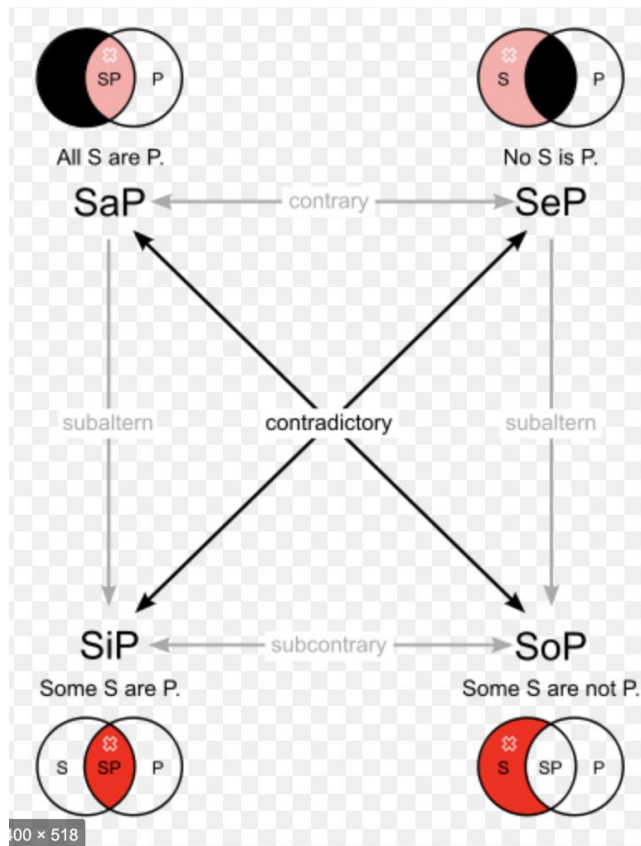 SP P
S P
All S are P.
No S is P.
SaP
contrary
SeP
subaltern
contradictory
subaltern
SiP
subcontrary
SoP
Some S are P.
Some S are not P.
S SP P
S SP P
400 × 518